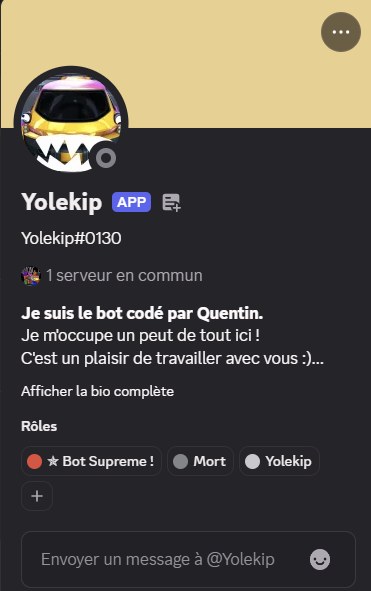 Yolekip APP
Yolekip#0130
1 serveur en commun
Je suis le bot codé par Quentin.
Je m'occupe un peut de tout ici !
C'est un plaisir de travailler avec vous :)...
Afficher la bio complète
Rôles
✯ Bot Supreme ! Mort Yolekip
+
Envoyer un message à @Yolekip